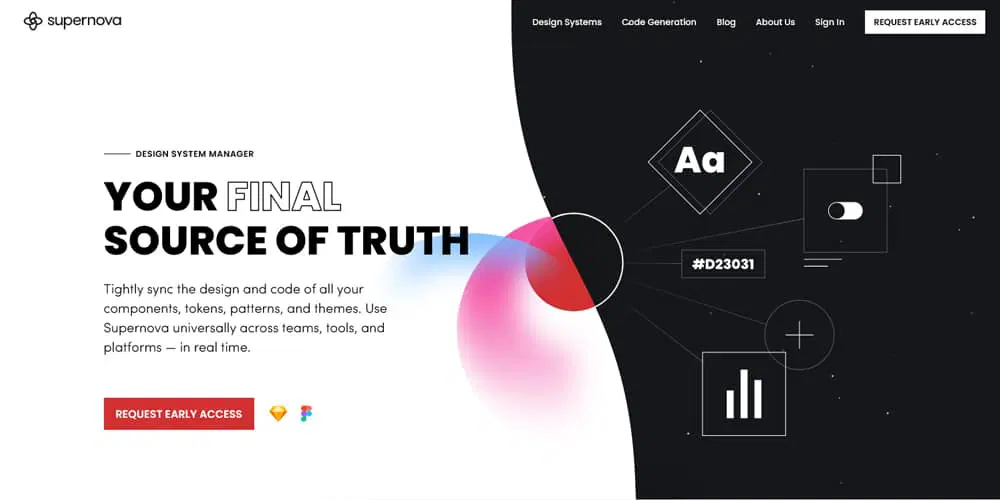 supernova
Design Systems
Code Generation
Blog
About Us
Sign In
REQUEST EARLY ACCESS
DESIGN SYSTEM MANAGER
YOUR FINAL
SOURCE OF TRUTH
Tightly sync the design and code of all your
components, tokens, patterns, and themes. Use
Supernova universally across teams, tools, and
platforms — in real time.
REQUEST EARLY ACCESS
Aa
#D23031